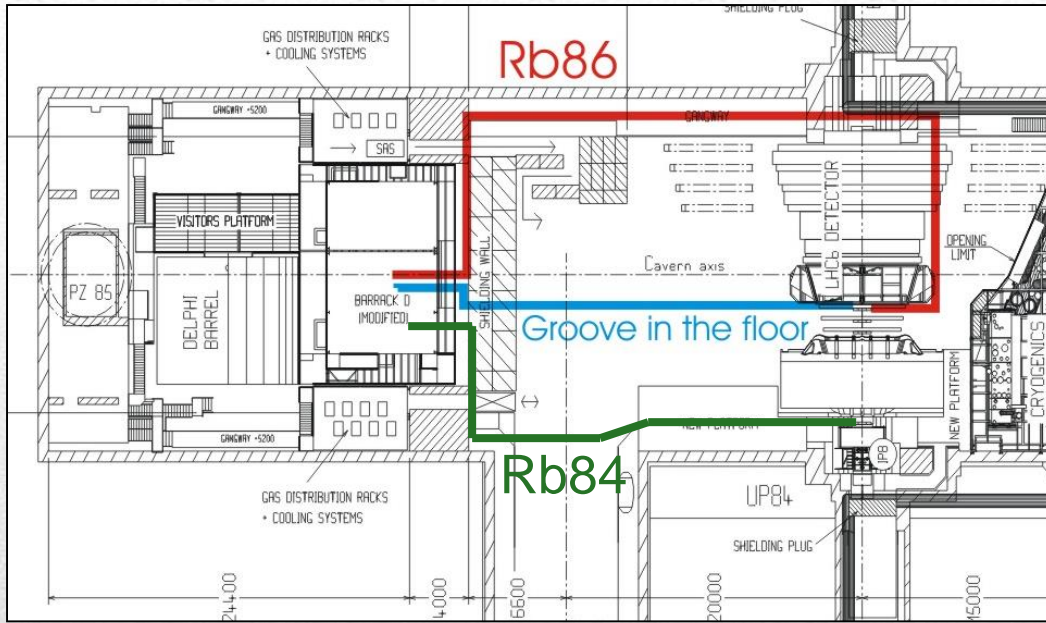 SHIELDING PLUG
GAS DISTRIBUTION RACKS
+ COOLING SYSTEMS
Rb86
GANGWAY +5200
GANGWAY
SAS
VISITORS PLATFORM
LHCb DETECTOR
OPENING
LIMIT
SHIELDING WALL
Cavern axis
PZ 85
DELPHI
BARREL
BARRACK D
(MODIFIED)
Groove in the floor
CRYOGENICS
NEW PLATFORM
NEW PLATFORM
GANGWAY +5200
Rb84
UP84
GAS DISTRIBUTION RACKS
+ COOLING SYSTEMS
SHIELDING PLUG
24400
4000
6600
20000
M5000